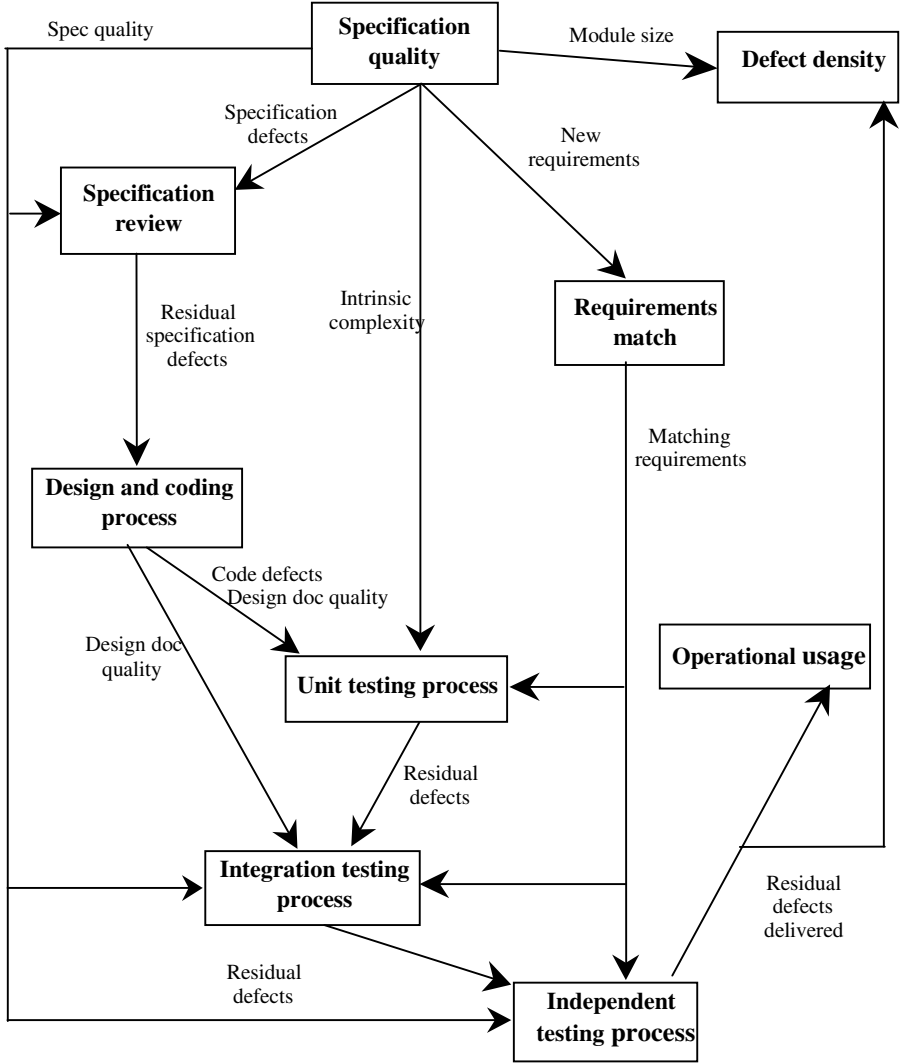 Spec quality
Specification
quality
Module size
Defect density
Specification
defects
New
requirements
Specification
review
Intrinsic
complexity
Requirements
match
Residual
specification
defects
Matching
requirements
Design and coding
process
Code defects
Design doc quality
Design doc
quality
Operational usage
Unit testing process
Residual
defects
Integration testing
process
Residual
defects
delivered
Residual
defects
Independent
testing process